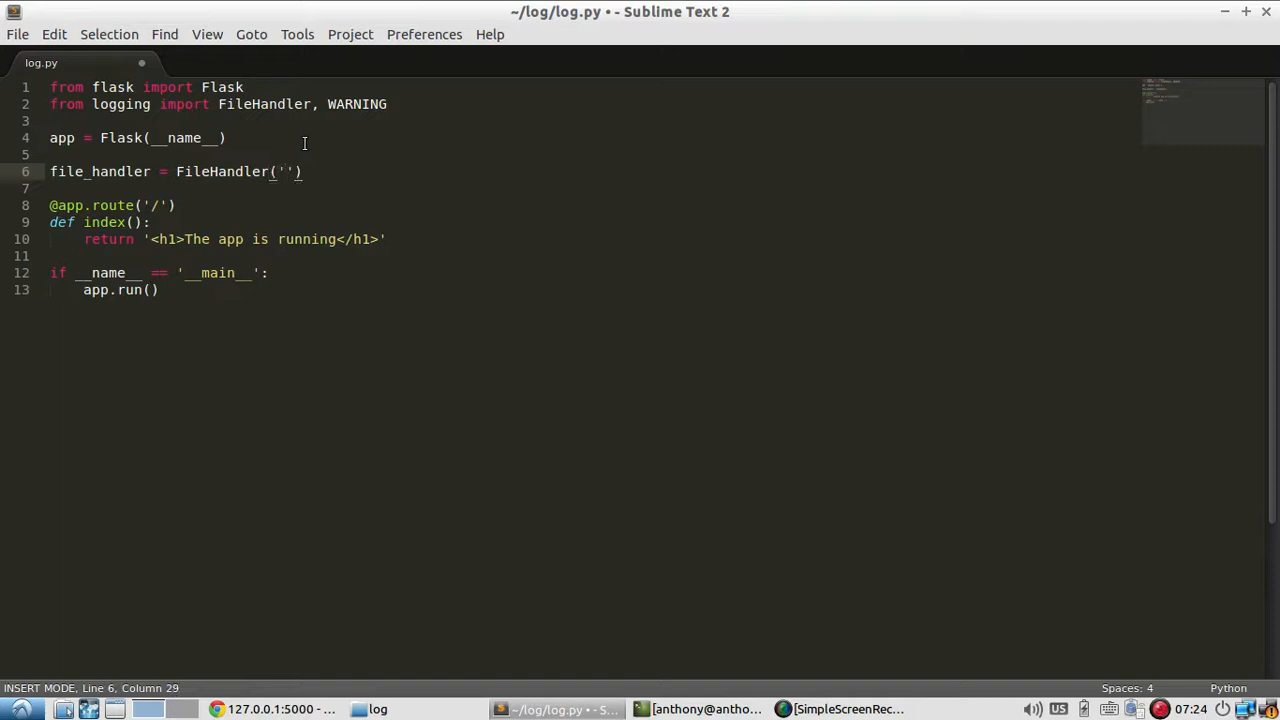 ~/log/log.py • - Sublime Text 2
File Edit Selection Find View Goto Tools Project Preferences Help
log.py
1 from flask import Flask
2 from logging import FileHandler, WARNING
3
4 app = Flask(__name__)
5
6 file_handler = FileHandler('')
7
8 @app.route('/')
9 def index():
10 return '<h1>The app is running</h1>'
11
12 if __name__ == '__main__':
13 app.run()
INSERT MODE, Line 6, Column 29 Spaces: 4 Python
127.0.0.1:5000 - ... log ~/log/log.py • - S... [anthony@antho... [SimpleScreenRec... US 07:24